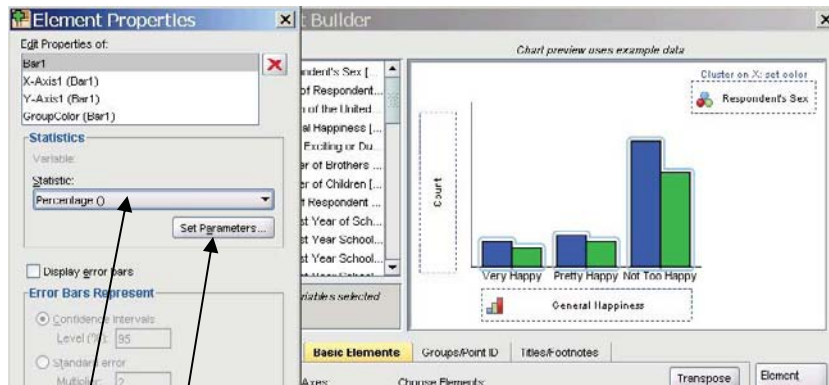 Element Properties
Edit Properties of:
Bar1
X-Axis1 (Bar1)
Y-Axis1 (Bar1)
GroupColor (Bar1)
Statistics
Variable:
Statistic:
Percentage ()
Set Parameters...
Display error bars
Error Bars Represent
Confidence Intervals
Level (%): 95
Standard error
Multiplier: 2
t Builder
ndent's Sex [...
of Respondent...
n of the United...
al Happiness [...
Exciting or Du...
er of Brothers ...
er of Children [...
f Respondent ...
st Year of Sch...
st Year School...
st Year School...
riables selected
Chart preview uses example data
Cluster on X: set color
Respondent's Sex
Count
Very Happy Pretty Happy Not Too Happy
General Happiness
Basic Elements Groups/Point ID Titles/Footnotes
Axes: Choose Elements:
Transpose
Element